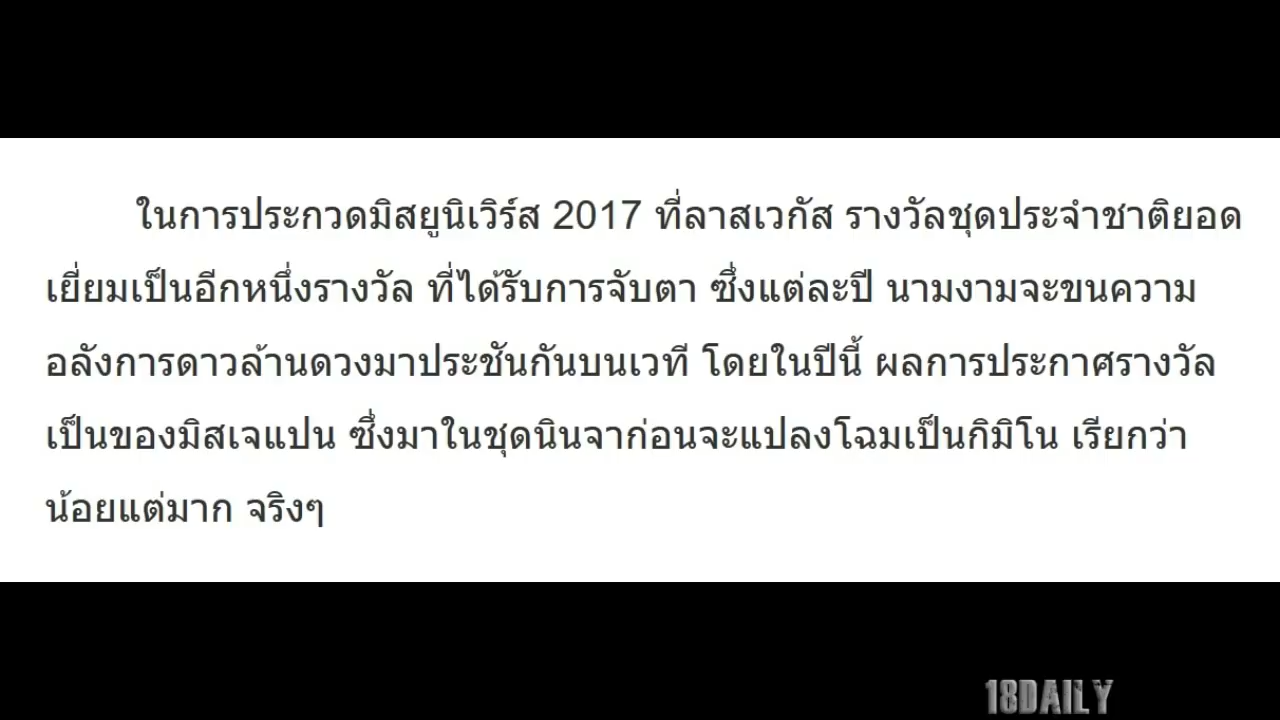 ในการประกวดมิสยูนิเวิร์ส 2017 ที่ลาสเวกัส รางวัลชุดประจำชาติยอด
เยี่ยมเป็นอีกหนึ่งรางวัล ที่ได้รับการจับตา ซึ่งแต่ละปี นามงามจะขนความ
อลังการดาวล้านดวงมาประชันกันบนเวที โดยในปีนี้ ผลการประกาศรางวัล
เป็นของมิสเจแปน ซึ่งมาในชุดนินจาก่อนจะแปลงโฉมเป็นกิมิโน เรียกว่า
น้อยแต่มาก จริงๆ
18DAILY